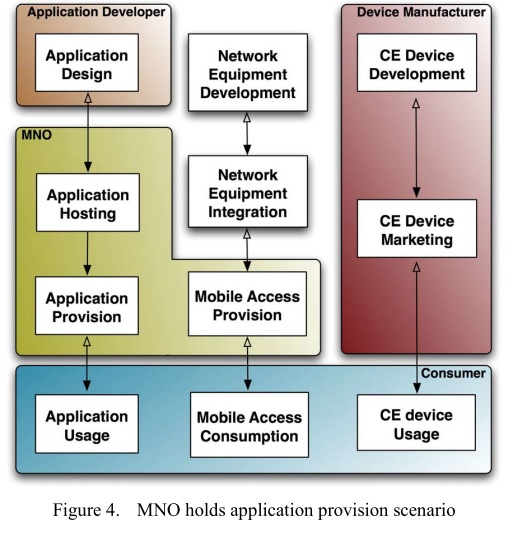 Application Developer
Application
Design
Network
Equipment
Development
Device Manufacturer
CE Device
Development
MNO
Application
Hosting
Network
Equipment
Integration
CE Device
Marketing
Application
Provision
Mobile Access
Provision
Consumer
Application
Usage
Mobile Access
Consumption
CE device
Usage
Figure 4. MNO holds application provision scenario